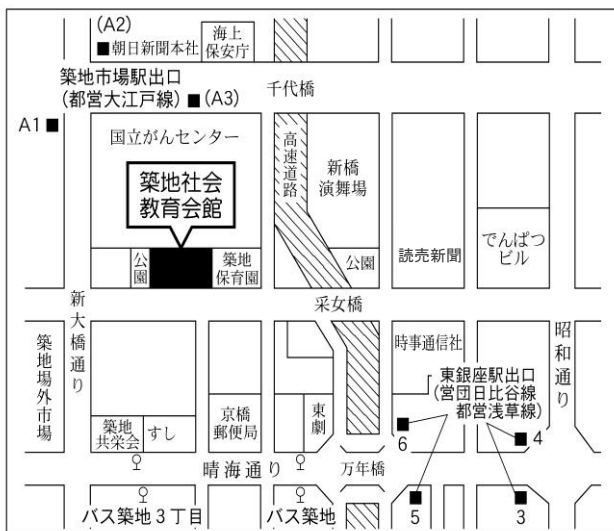 (A2)
■朝日新聞本社
海上
保安庁
築地市場駅出口
(都営大江戸線)■(A3)
千代橋
A1■
国立がんセンター
高速道路
新橋
演舞場
築地社会
教育会館
でんぱつ
ビル
公園
築地
保育園
公園
読売新聞
新大橋通り
采女橋
昭和通り
築地場外市場
時事通信社
東銀座駅出口
(営団日比谷線
都営浅草線)
築地
共栄会
すし
京橋
郵便局
東劇
6
4
晴海通り
万年橋
バス築地3丁目
バス築地
5
3